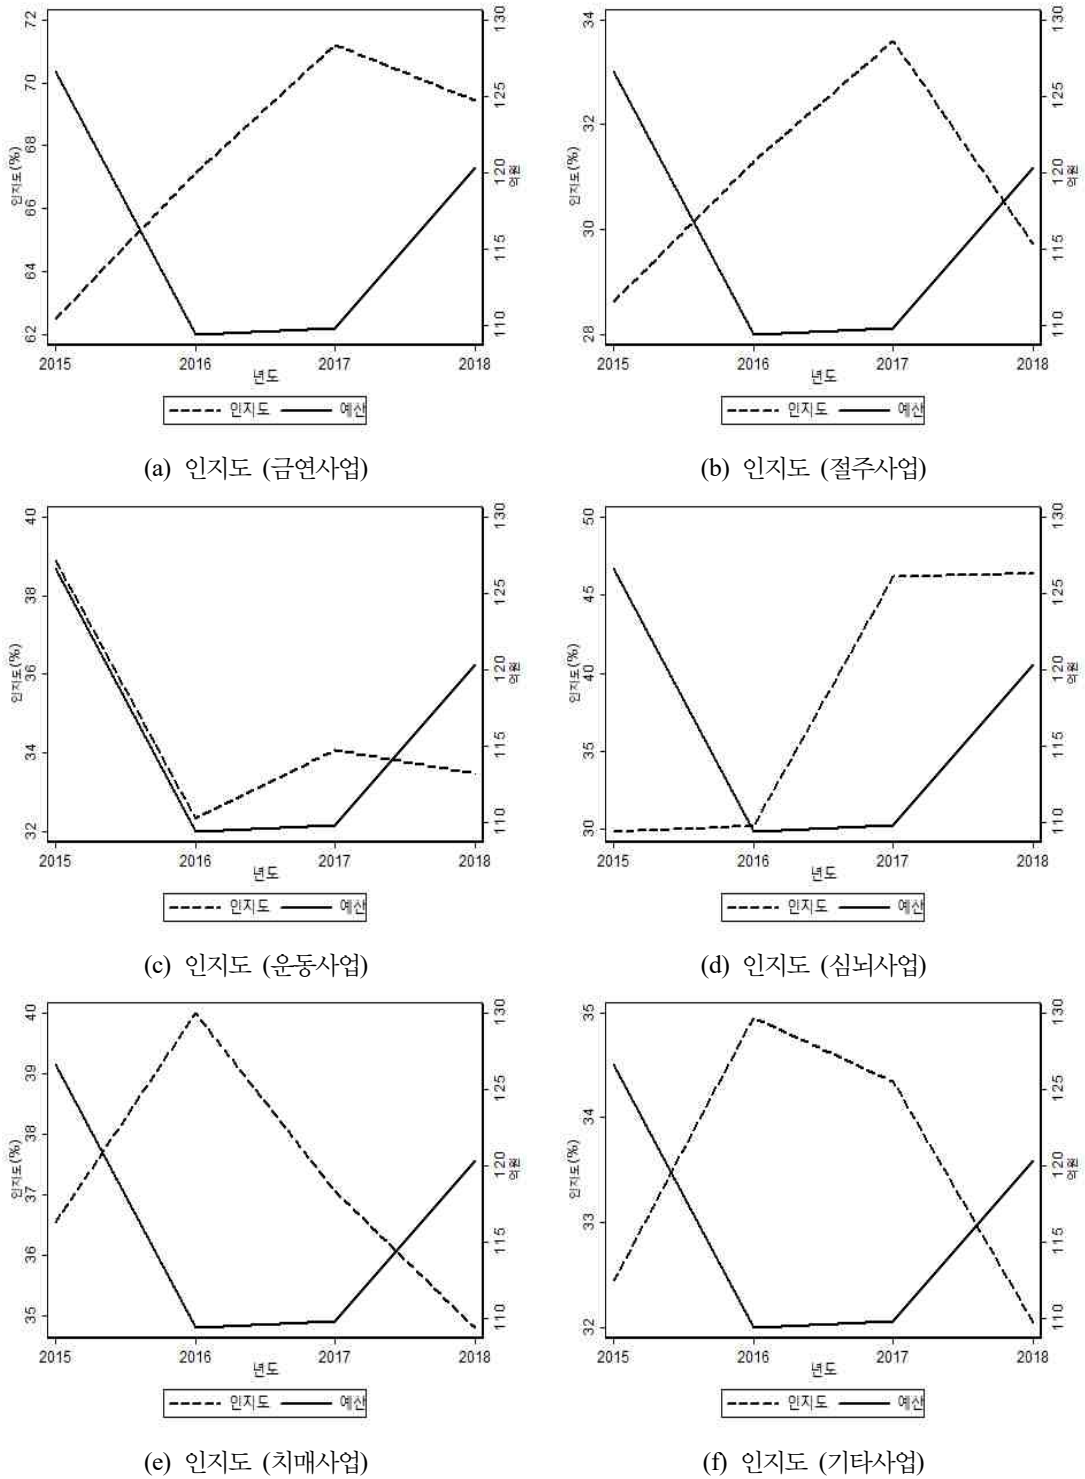 72
70
68
66
64
62
인지도(%)
130
125
120
115
110
억원
2015 2016 2017 2018
년도
인지도 예산
(a) 인지도 (금연사업)
34
32
30
28
인지도(%)
130
125
120
115
110
억원
2015 2016 2017 2018
년도
인지도 예산
(b) 인지도 (절주사업)
40
38
36
34
32
인지도(%)
130
125
120
115
110
억원
2015 2016 2017 2018
년도
인지도 예산
(c) 인지도 (운동사업)
50
45
40
35
30
인지도(%)
130
125
120
115
110
억원
2015 2016 2017 2018
년도
인지도 예산
(d) 인지도 (심뇌사업)
40
39
38
37
36
35
인지도(%)
130
125
120
115
110
억원
2015 2016 2017 2018
년도
인지도 예산
(e) 인지도 (치매사업)
35
34
33
32
인지도(%)
130
125
120
115
110
억원
2015 2016 2017 2018
년도
인지도 예산
(f) 인지도 (기타사업)